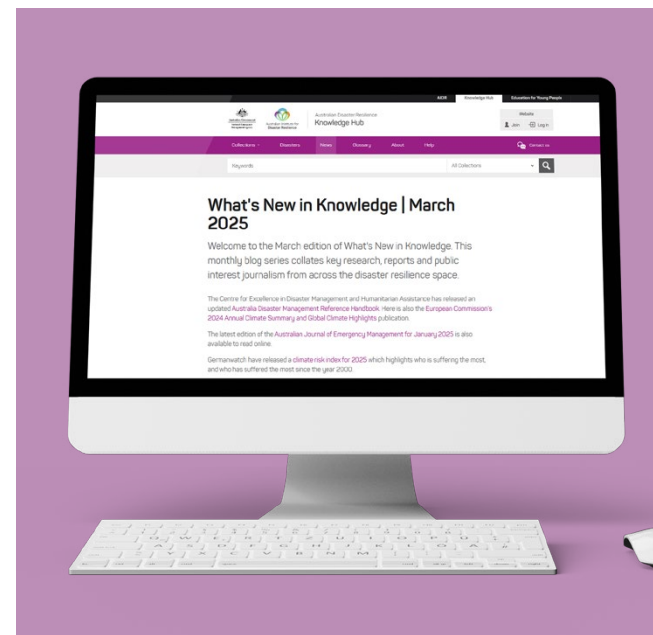 AIDR Knowledge Hub Education for Young People
Australian Disaster Resilience
Knowledge Hub
Website
Join Log in
Collections Disasters News Glossary About Help Contact us
Keywords All Collections
What's New in Knowledge | March
2025
Welcome to the March edition of What's New in Knowledge. This
monthly blog series collates key research, reports and public
interest journalism from across the disaster resilience space.
The Centre for Excellence in Disaster Management and Humanitarian Assistance has released an
updated Australia Disaster Management Reference Handbook. Here is also the European Commission's
2024 Annual Climate Summary and Global Climate Highlights publication.
The latest edition of the Australian Journal of Emergency Management for January 2025 is also
available to read online.
Germanwatch have released a climate risk index for 2025 which highlights who is suffering the most,
and who has suffered the most since the year 2000.